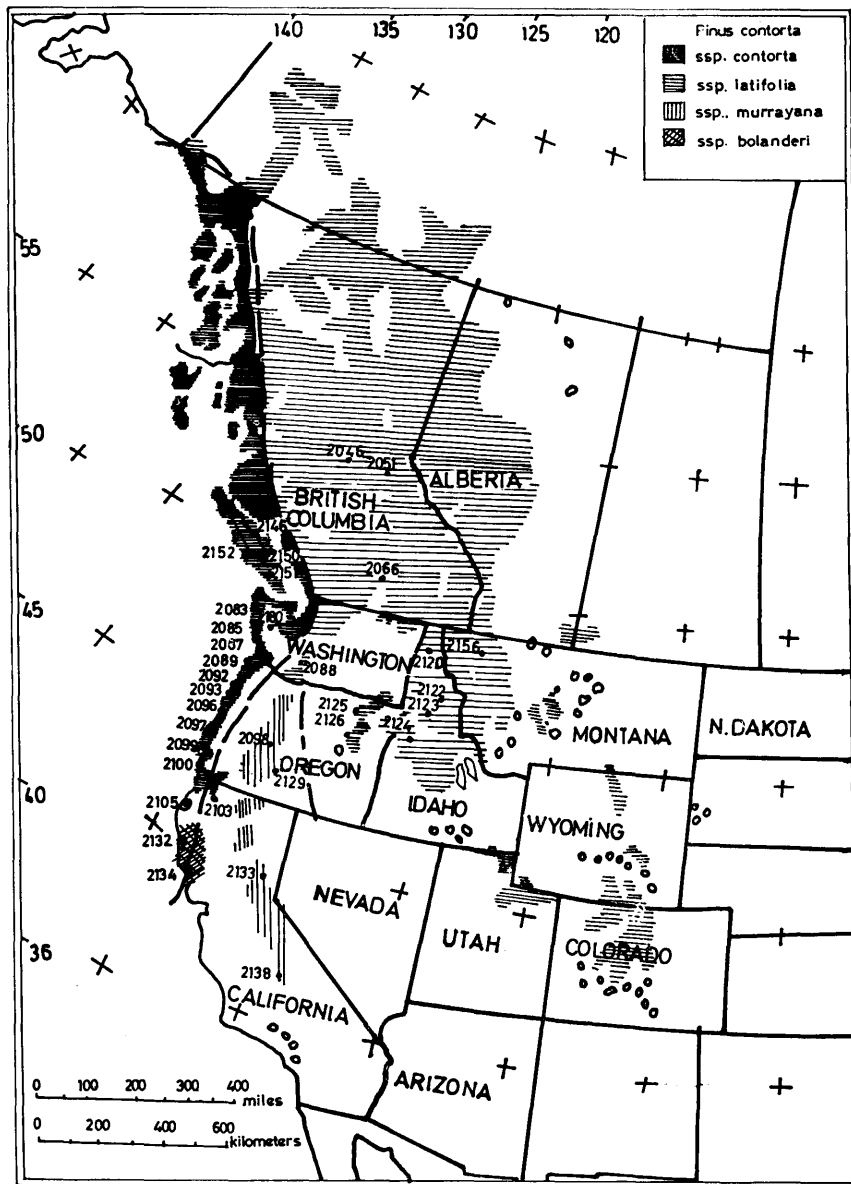 140 135 130 125 120
Pinus contorta
ssp. contorta
ssp. latifolia
ssp.. murrayana
ssp. bolanderi
55
50
45
40
36
2046
2051
ALBERTA
BRITISH
COLUMBIA
2146
2152
2150
2151
2066
2083
2085
2087
2089
2092
2093
2096
2097
2099
2100
2105
2103
2132
2134
WASHINGTON
2088
2120
2156
2122
2123
2124
2125
2126
2098
OREGON
2129
IDAHO
MONTANA
N.DAKOTA
WYOMING
2133
NEVADA
UTAH
COLORADO
2138
CALIFORNIA
ARIZONA
0 100 200 300 400
miles
0 200 400 600
kilometers